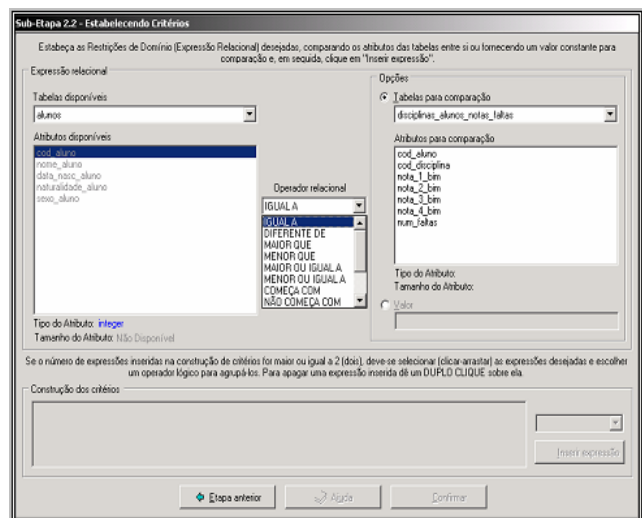 Sub-Etapa 2.2 - Estabelecendo Critérios
Estabeça as Restrições de Domínio (Expressão Relacional) desejadas, comparando os atributos das tabelas entre si ou fornecendo um valor constante para
comparação e, em sequida, clique em "Inserir expressão".
Expressão relacional
Tabelas disponíveis
alunos
Atributos disponíveis
cod_aluno
nome_aluno
data_nasc_aluno
naturalidade_aluno
sexo_aluno
Tipo do Atributo: integer
Tamanho do Atributo: Não Disponível
Operador relacional
IGUAL A
IGUAL A
DIFERENTE DE
MAIOR QUE
MENOR QUE
MAIOR OU IGUAL A
MENOR OU IGUAL A
COMEÇA COM
NÃO COMEÇA COM
Opções
Tabelas para comparação
disciplinas_alunos_notas_faltas
Atributos para comparação
cod_aluno
cod_disciplina
nota_1_bim
nota_2_bim
nota_3_bim
nota_4_bim
num_faltas
Tipo do Atributo:
Tamanho do Atributo:
Valor
Se o número de expressões inseridas na construção de critérios for maior ou igual a 2 (dois), deve-se selecionar (clicar-arrastar) as expressões desejadas e escolher
um operador lógico para agrupá-los. Para apagar uma expressão inserida dê um DUPLO CLIQUE sobre ela.
Construção dos critérios
Inserir expressão
Etapa anterior
Ajuda
Confirmar